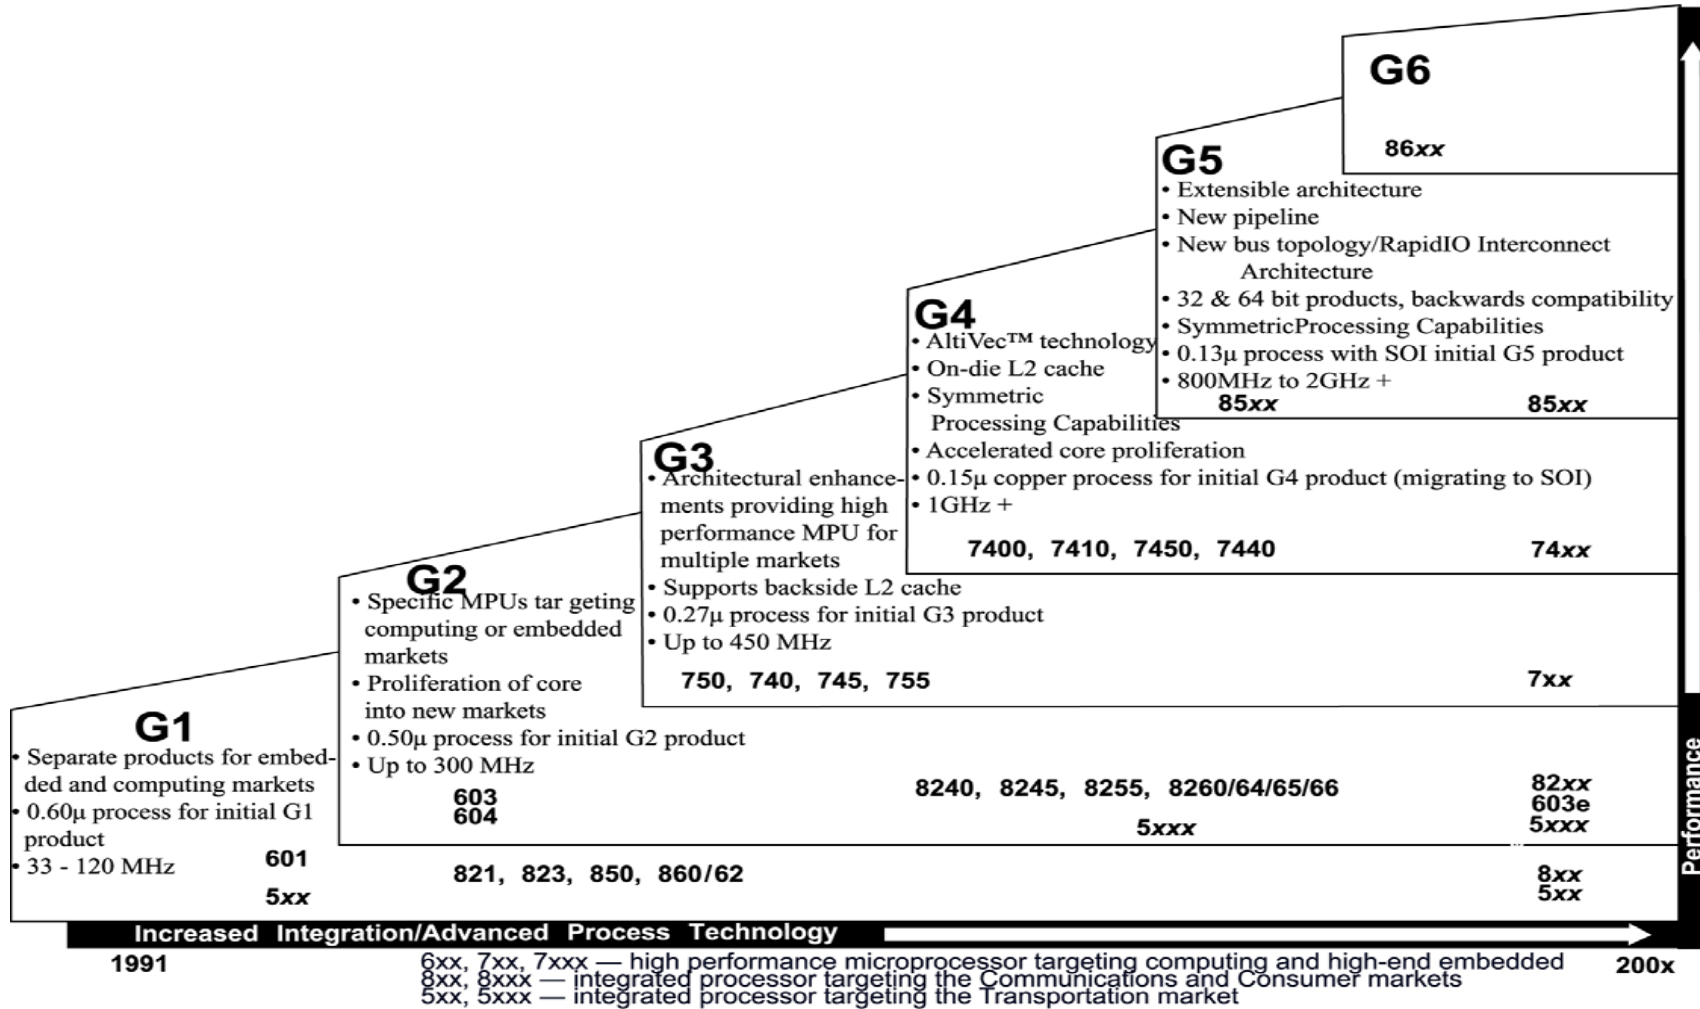 G6
86xx
G5
• Extensible architecture
• New pipeline
• New bus topology/RapidIO Interconnect
Architecture
• 32 & 64 bit products, backwards compatibility
• SymmetricProcessing Capabilities
• 0.13µ process with SOI initial G5 product
• 800MHz to 2GHz +
85xx 85xx
G4
• AltiVec™ technology
• On-die L2 cache
• Symmetric
Processing Capabilities
• Accelerated core proliferation
• 0.15µ copper process for initial G4 product (migrating to SOI)
• 1GHz +
7400, 7410, 7450, 7440 74xx
G3
• Architectural enhance-
ments providing high
performance MPU for
multiple markets
• Supports backside L2 cache
• 0.27µ process for initial G3 product
• Up to 450 MHz
750, 740, 745, 755 7xx
G2
• Specific MPUs tar geting
computing or embedded
markets
• Proliferation of core
into new markets
• 0.50µ process for initial G2 product
• Up to 300 MHz
603
604
8240, 8245, 8255, 8260/64/65/66 82xx
603e
5xxx 5xxx
G1
• Separate products for embed-
ded and computing markets
• 0.60µ process for initial G1
product
• 33 - 120 MHz
601
5xx
821, 823, 850, 860/62 8xx
5xx
Performance
Increased Integration/Advanced Process Technology
1991 200x
6xx, 7xx, 7xxx — high performance microprocessor targeting computing and high-end embedded
8xx, 8xxx — integrated processor targeting the Communications and Consumer markets
5xx, 5xxx — integrated processor targeting the Transportation market